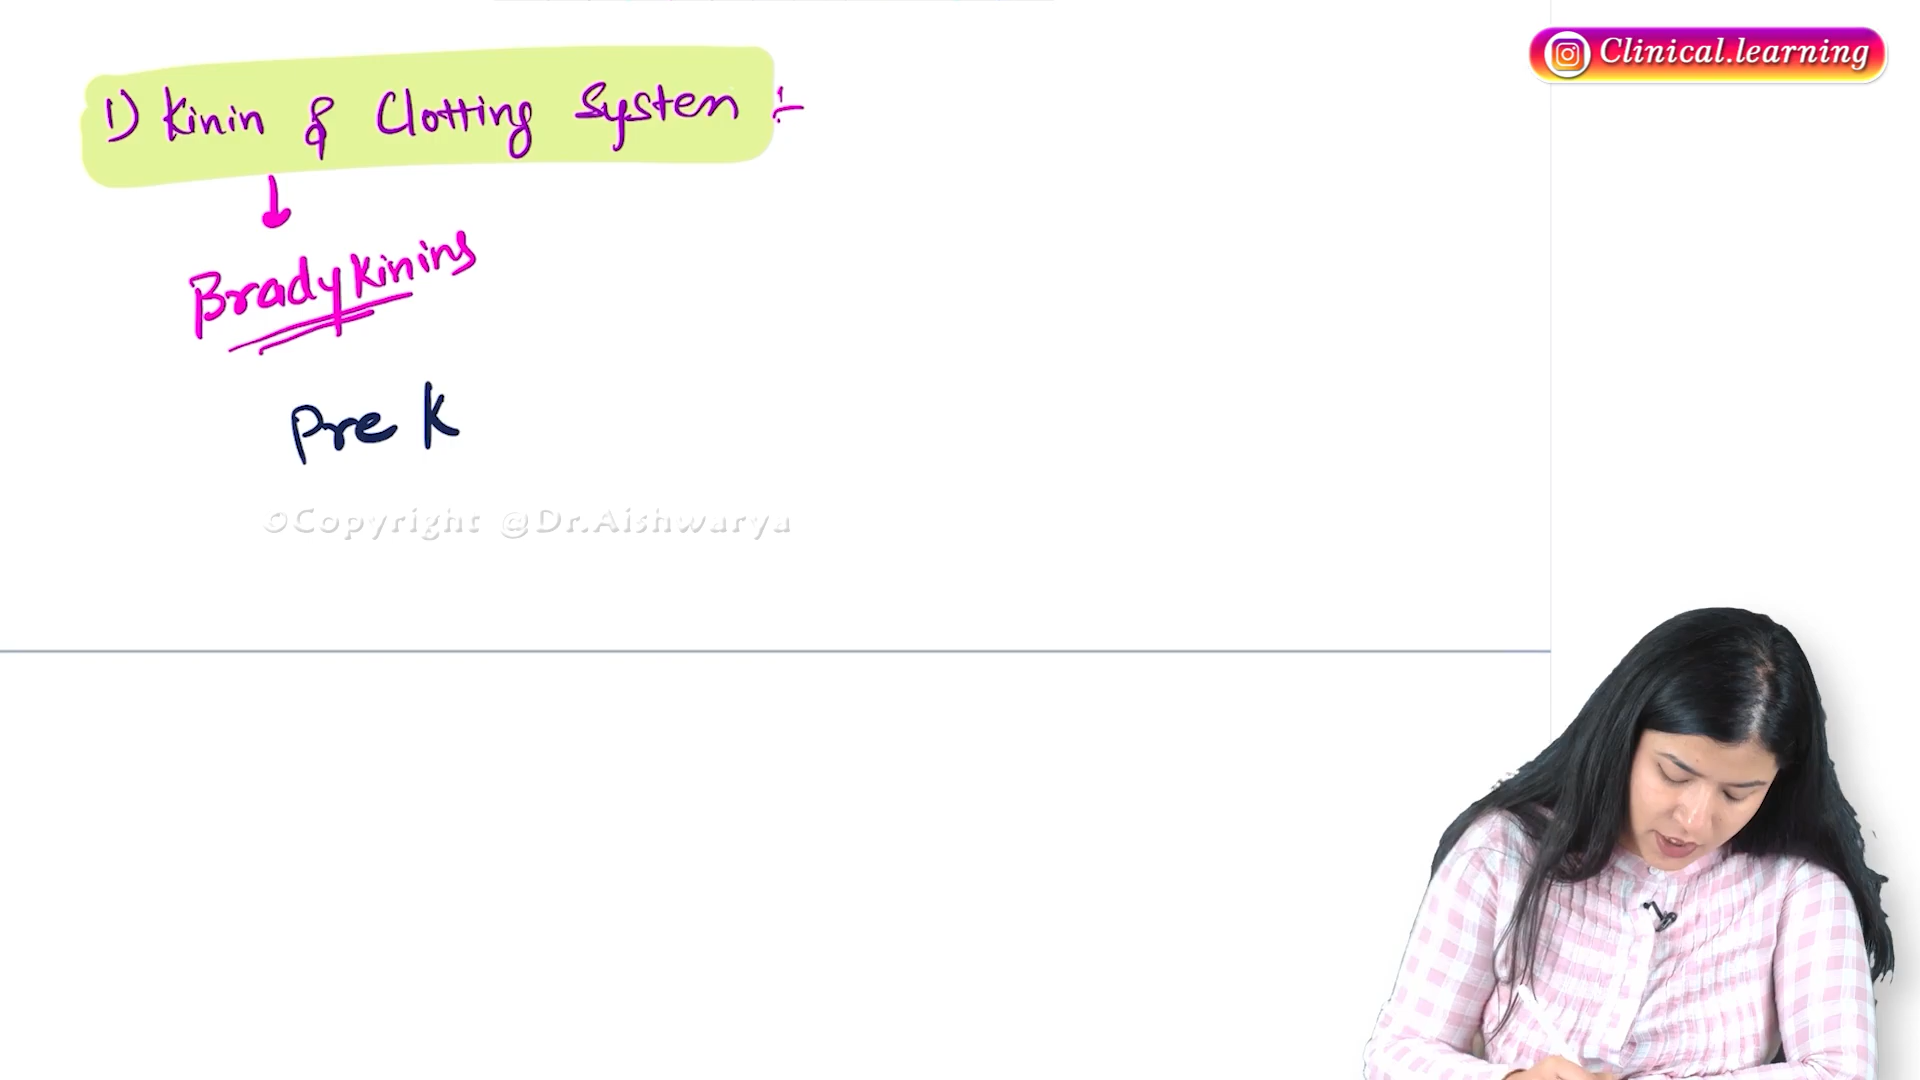 Clinical.learning
1) Kinin & Clotting System :-
Bradykinins
Pre K
©Copyright @Dr.Aishwarya